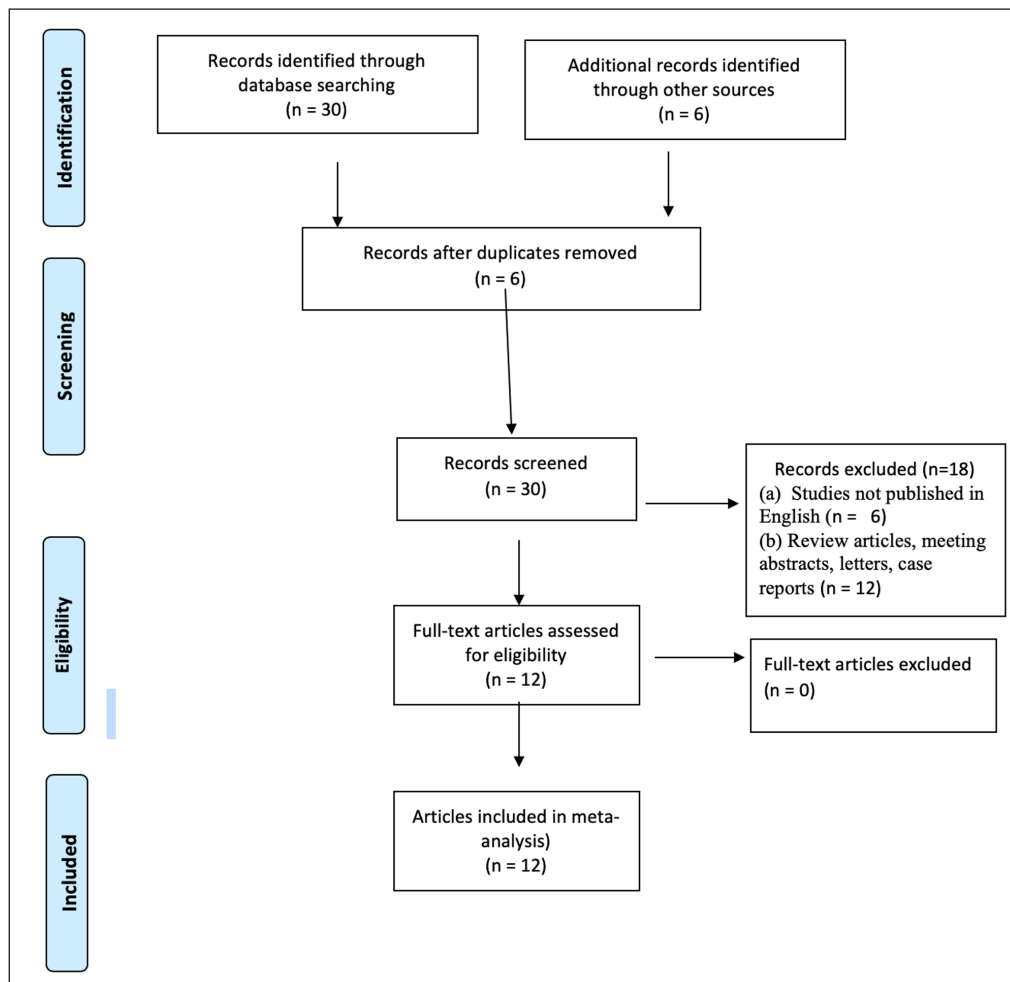 Identification
Records identified through
database searching
(n = 30)
Additional records identified
through other sources
(n = 6)
Records after duplicates removed
(n = 6)
Screening
Records screened
(n = 30)
Records excluded (n=18)
(a) Studies not published in
English (n = 6)
(b) Review articles, meeting
abstracts, letters, case
reports (n = 12)
Eligibility
Full-text articles assessed
for eligibility
(n = 12)
Full-text articles excluded
(n = 0)
Included
Articles included in meta-
analysis)
(n = 12)